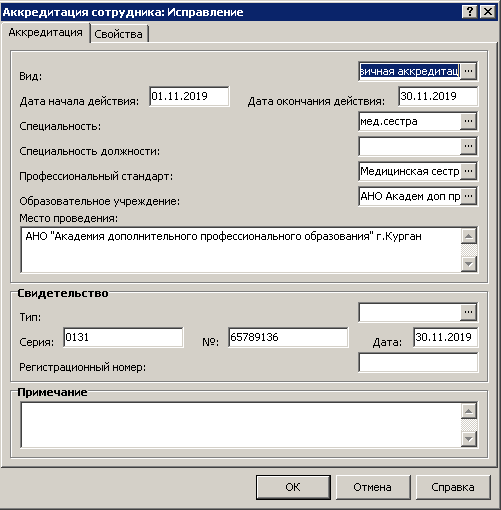 Аккредитация сотрудника: Исправление
Аккредитация Свойства
Вид: вичная аккредитац ...
Дата начала действия: 01.11.2019 Дата окончания действия: 30.11.2019
Специальность: мед.сестра ...
Специальность должности: ...
Профессиональный стандарт: Медицинская сестр ...
Образовательное учреждение: АНО Академ доп пр ...
Место проведения:
АНО "Академия дополнительного профессионального образования" г.Курган
Свидетельство
Тип: ...
Серия: 0131 №: 65789136 Дата: 30.11.2019
Регистрационный номер:
Примечание
ОК Отмена Справка